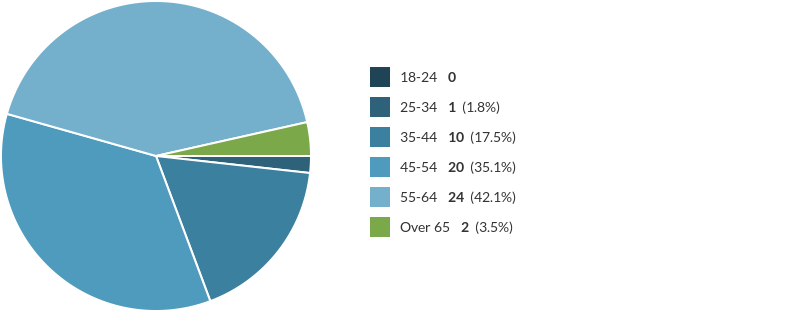 18-24 0
25-34 1 (1.8%)
35-44 10 (17.5%)
45-54 20 (35.1%)
55-64 24 (42.1%)
Over 65 2 (3.5%)